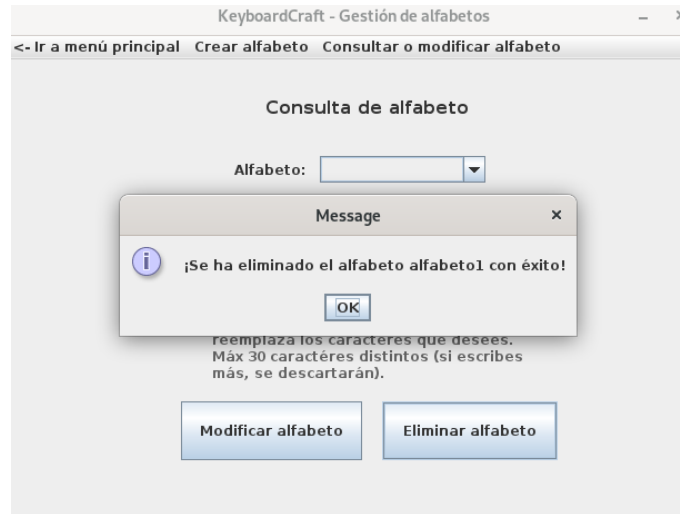 KeyboardCraft - Gestión de alfabetos
<- Ir a menú principal Crear alfabeto Consultar o modificar alfabeto
Consulta de alfabeto
Alfabeto:
Message
¡Se ha eliminado el alfabeto alfabeto1 con éxito!
OK
reemplaza los caracteres que desees.
Máx 30 caractéres distintos (si escribes
más, se descartarán).
Modificar alfabeto Eliminar alfabeto